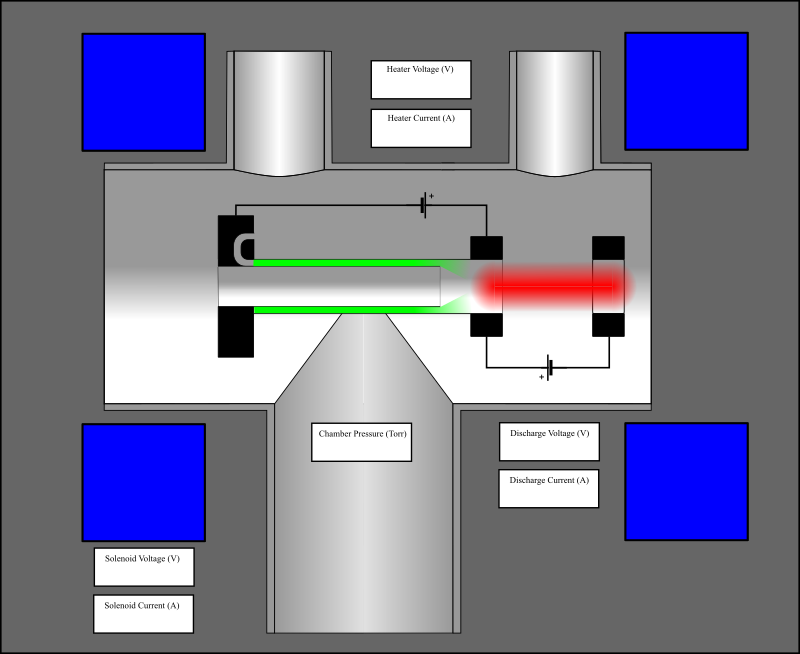 Heater Voltage (V)
Heater Current (A)
+
+
Chamber Pressure (Torr)
Discharge Voltage (V)
Discharge Current (A)
Solenoid Voltage (V)
Solenoid Current (A)